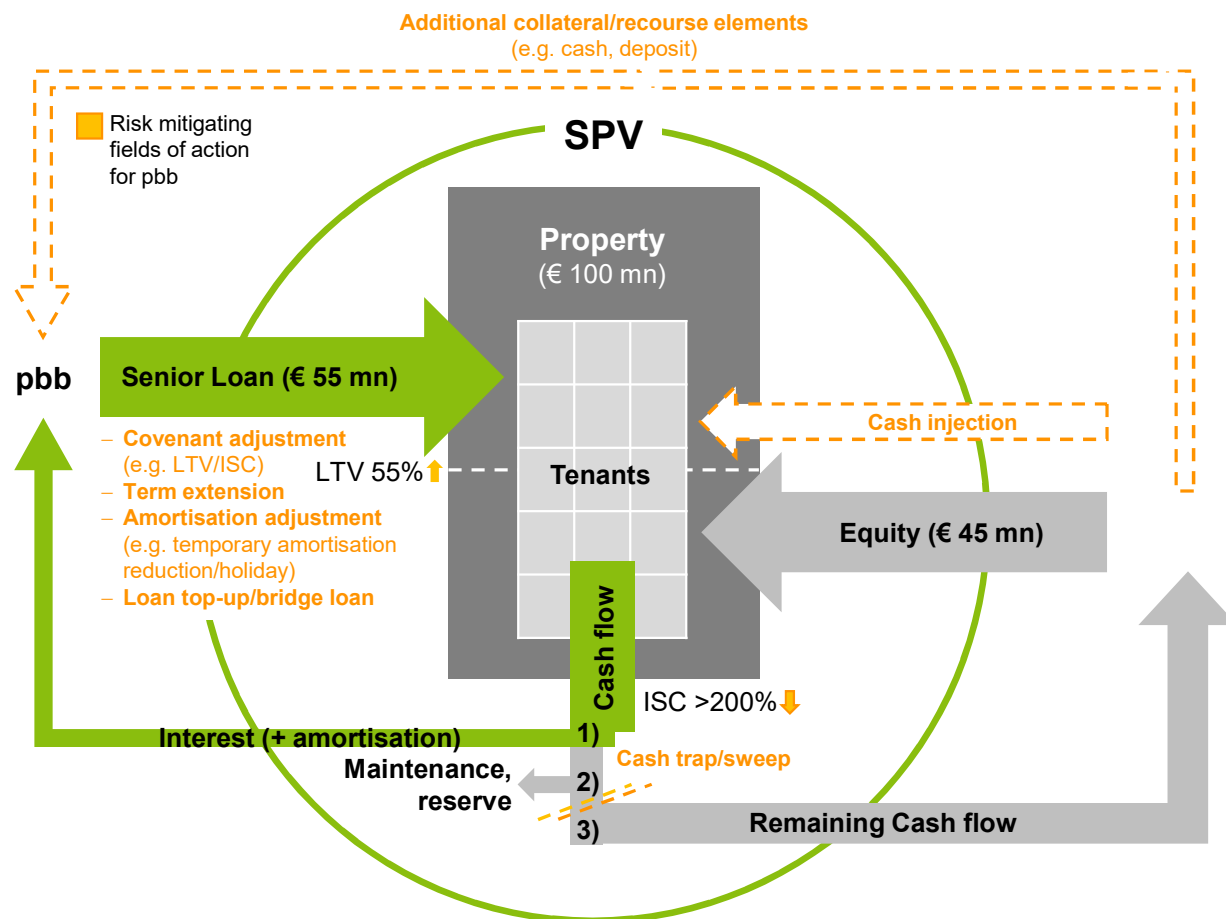 Additional collateral/recourse elements
(e.g. cash, deposit)
Risk mitigating
fields of action
for pbb
SPV
Property
(€ 100 mn)
pbb
Senior Loan (€ 55 mn)
– Covenant adjustment
(e.g. LTV/ISC)
– Term extension
– Amortisation adjustment
(e.g. temporary amortisation
reduction/holiday)
– Loan top-up/bridge loan
LTV 55%
Tenants
Cash injection
Equity (€ 45 mn)
Cash flow
ISC >200%
Interest (+ amortisation)
1)
Cash trap/sweep
Maintenance,
reserve
2)
3)
Remaining Cash flow